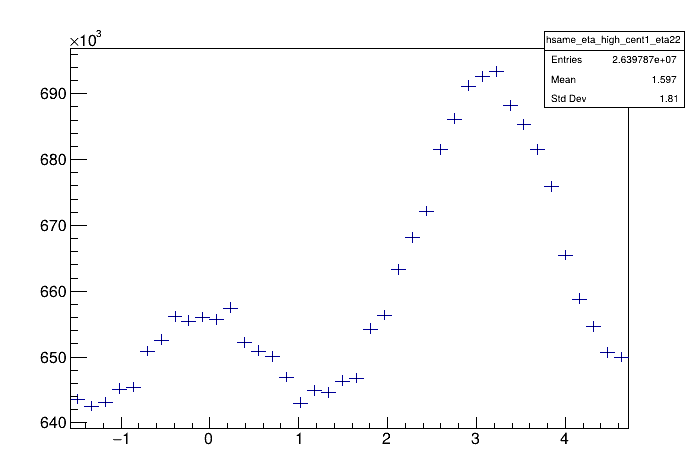 ×10³
hsame_eta_high_cent1_eta22
Entries 2.639787e+07
Mean 1.597
Std Dev 1.81
690
680
670
660
650
640
−1 0 1 2 3 4